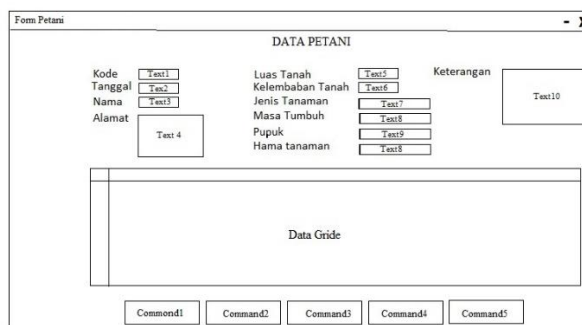 Form Petani - X
DATA PETANI
Kode Text1
Tanggal Tex2
Nama Text3
Alamat Text 4
Luas Tanah Text5
Kelembaban Tanah Text6
Jenis Tanaman Text7
Masa Tumbuh Text8
Pupuk Text9
Hama tanaman Text8
Keterangan Text10
Data Gride
Commond1 Command2 Command3 Command4 Command5